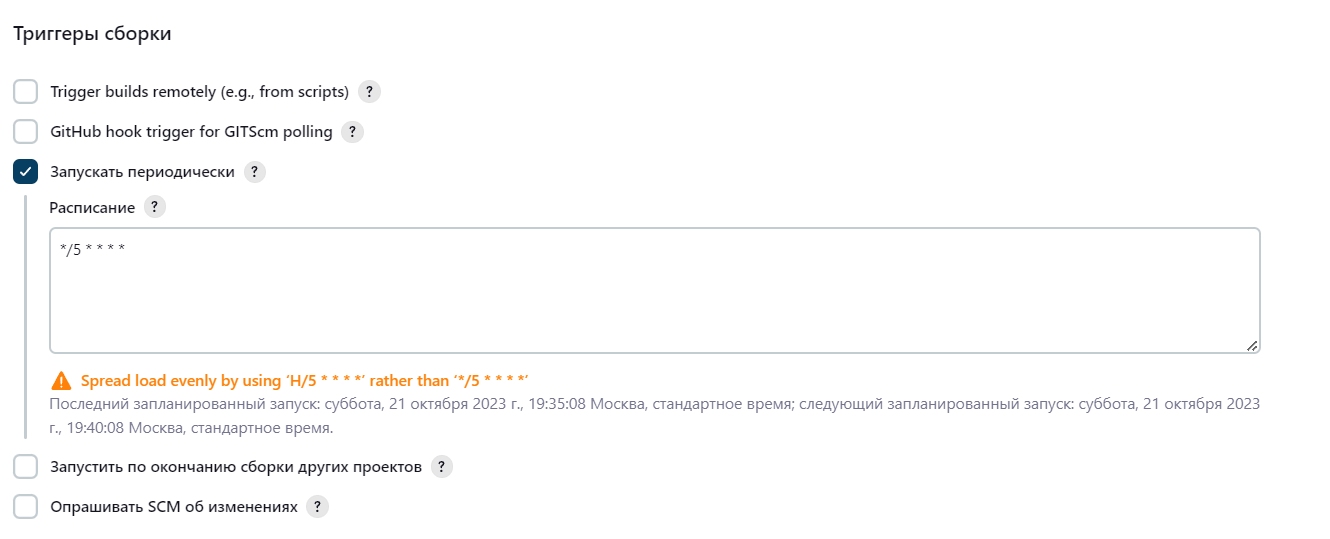 Триггеры сборки
Trigger builds remotely (e.g., from scripts) ?
GitHub hook trigger for GITScm polling ?
Запускать периодически ?
Расписание ?
*/5 * * * *
Spread load evenly by using ‘H/5 * * * *’ rather than ‘*/5 * * * *’
Последний запланированный запуск: суббота, 21 октября 2023 г., 19:35:08 Москва, стандартное время; следующий запланированный запуск: суббота, 21 октября 2023
г., 19:40:08 Москва, стандартное время.
Запустить по окончанию сборки других проектов ?
Опрашивать SCM об изменениях ?